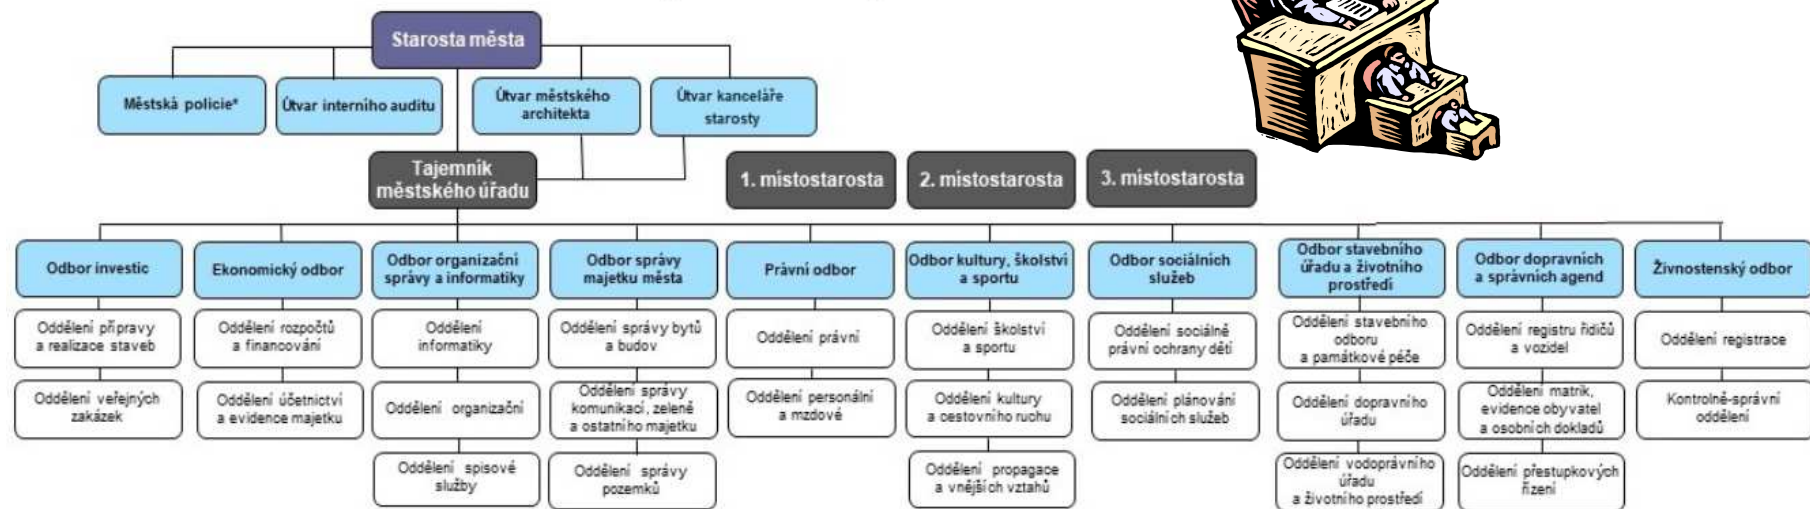 Starosta města
Městská policie*
Útvar interního auditu
Útvar městského
architekta
Útvar kanceláře
starosty
Tajemník
městského úřadu
1. místostarosta
2. místostarosta
3. místostarosta
Odbor investic
Ekonomický odbor
Odbor organizační
správy a informatiky
Odbor správy
majetku města
Právní odbor
Odbor kultury, školství
a sportu
Odbor sociálních
služeb
Odbor stavebního
úřadu a životního
prostředí
Odbor dopravních
a správních agend
Živnostenský odbor
Oddělení přípravy
a realizace staveb
Oddělení rozpočtů
a financování
Oddělení
informatiky
Oddělení správy bytů
a budov
Oddělení právní
Oddělení školství
a sportu
Oddělení sociálně
právní ochrany dětí
Oddělení stavebního
odboru
a památkové péče
Oddělení registru řidičů
a vozidel
Oddělení registrace
Oddělení veřejných
zakázek
Oddělení účetnictví
a evidence majetku
Oddělení organizační
Oddělení správy
komunikací, zeleně
a ostatního majetku
Oddělení personální
a mzdové
Oddělení kultury
a cestovního ruchu
Oddělení plánování
sociálních služeb
Oddělení dopravního
úřadu
Oddělení matrik,
evidence obyvatel
a osobních dokladů
Kontrolně-správní
oddělení
Oddělení spisové
služby
Oddělení správy
pozemků
Oddělení propagace
a vnějších vztahů
Oddělení vodoprávního
úřadu
a životního prostředí
Oddělení přestupkových
řízení